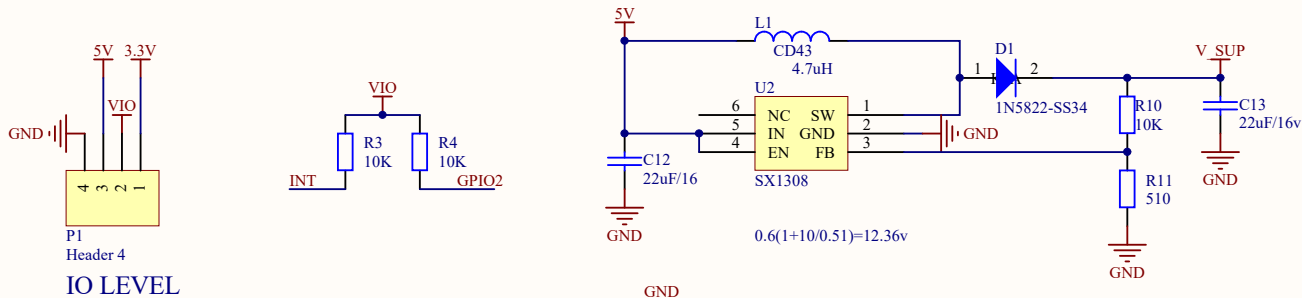 5V
3.3V
VIO
GND
4
3
2
1
P1
Header 4
IO LEVEL
VIO
R3
10K
R4
10K
INT
GPIO2
5V
L1
CD43
4.7uH
D1
1
2
1N5822-SS34
V_SUP
U2
6
NC
SW
1
5
IN
GND
2
GND
4
EN
FB
3
SX1308
C12
22uF/16
GND
R10
10K
C13
22uF/16v
GND
R11
510
GND
0.6(1+10/0.51)=12.36v
GND